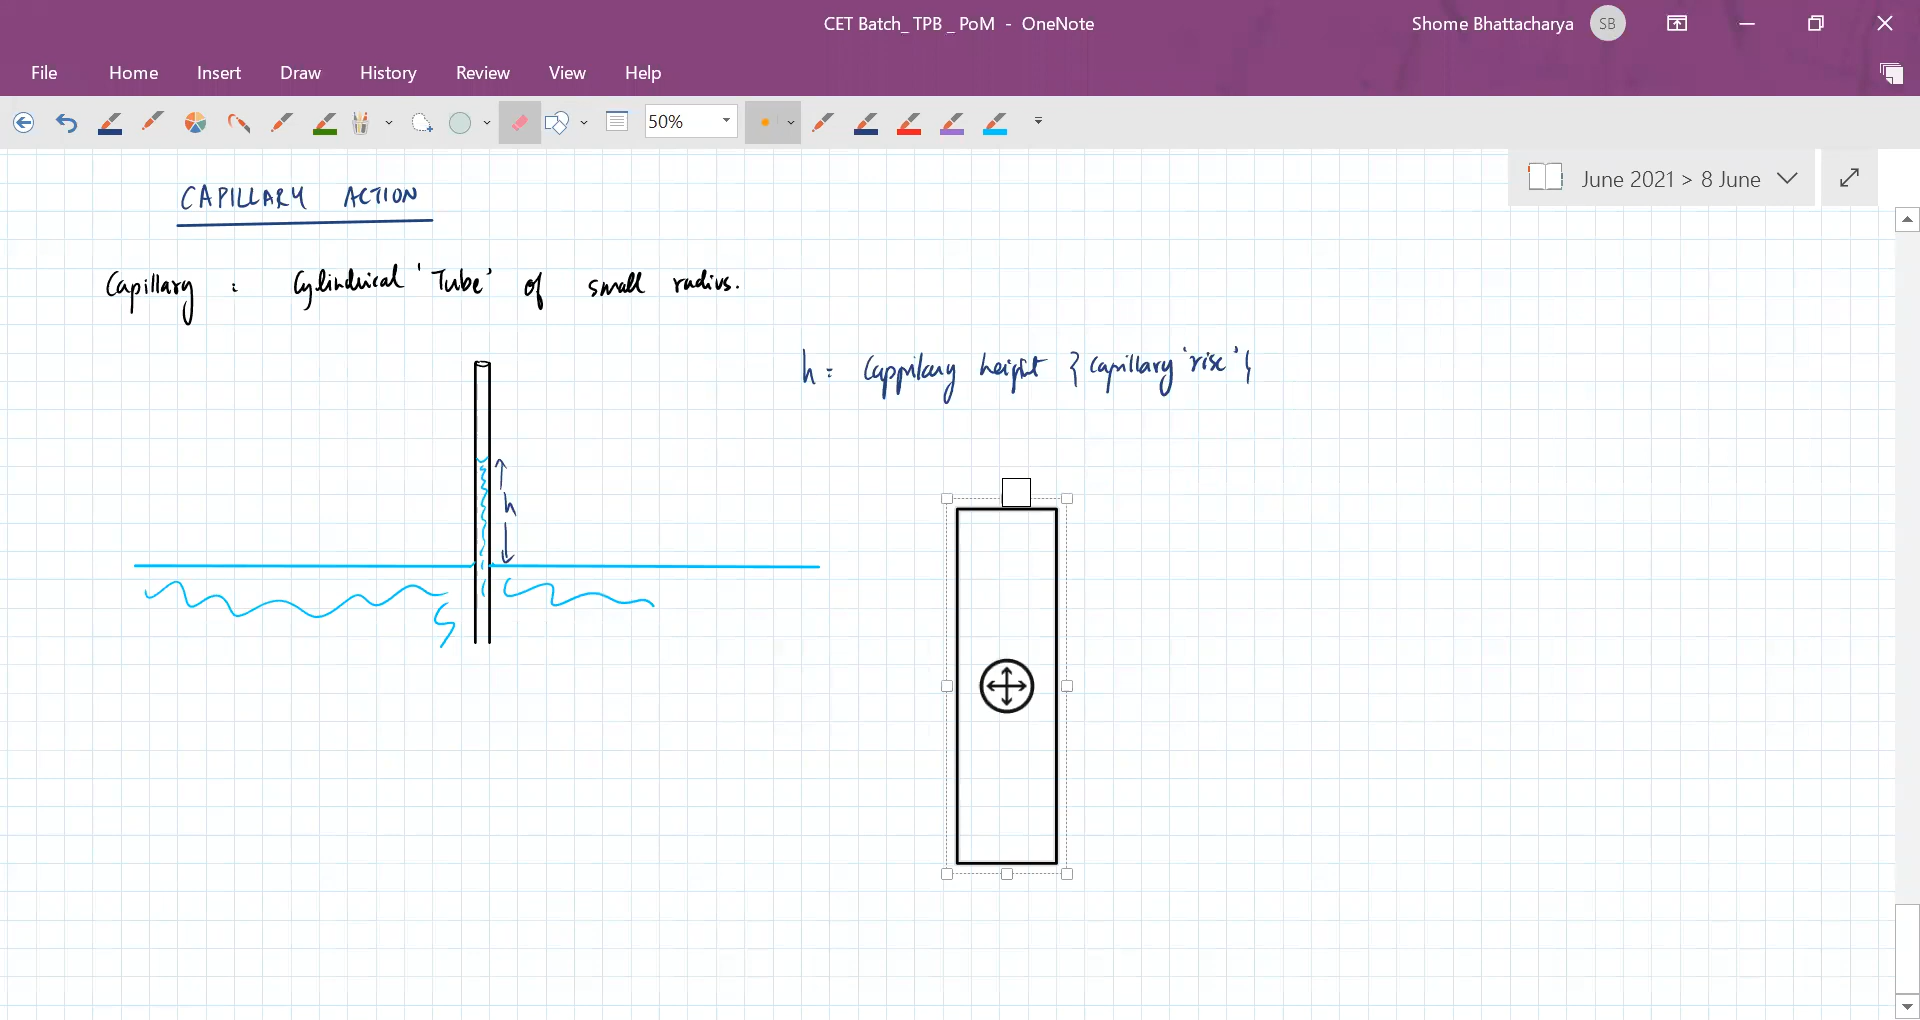 CET Batch_ TPB _ PoM - OneNote
Shome Bhattacharya SB
File Home Insert Draw History Review View Help
50%
June 2021 > 8 June
CAPILLARY ACTION
Capillary : Cylindrical 'Tube' of small radius.
h = Cappilary height { Capillary 'rise' }
h